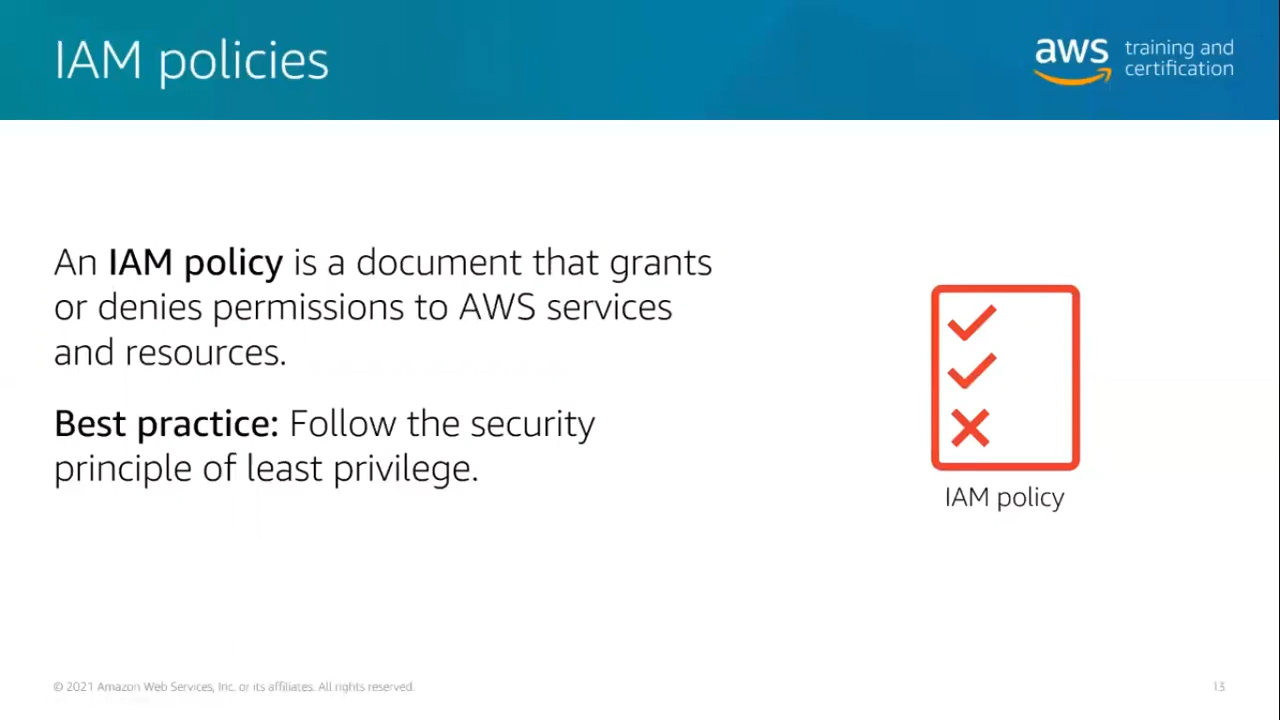 IAM policies
aws training and
certification
An IAM policy is a document that grants
or denies permissions to AWS services
and resources.
Best practice: Follow the security
principle of least privilege.
IAM policy
© 2021 Amazon Web Services, Inc. or its affiliates. All rights reserved.
13